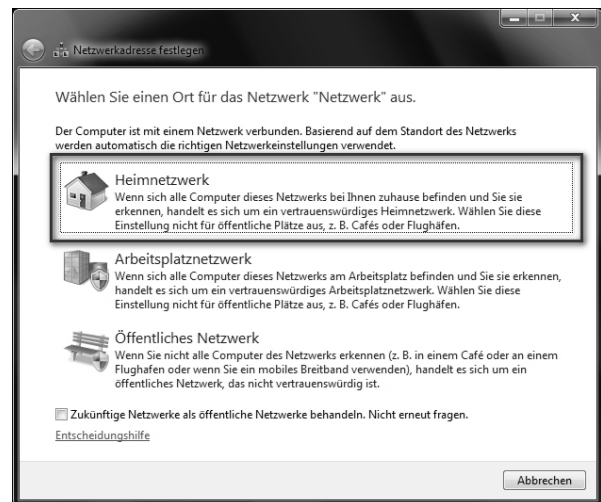 Netzwerkadresse festlegen
Wählen Sie einen Ort für das Netzwerk "Netzwerk" aus.
Der Computer ist mit einem Netzwerk verbunden. Basierend auf dem Standort des Netzwerks
werden automatisch die richtigen Netzwerkeinstellungen verwendet.
Heimnetzwerk
Wenn sich alle Computer dieses Netzwerks bei Ihnen zuhause befinden und Sie sie
erkennen, handelt es sich um ein vertrauenswürdiges Heimnetzwerk. Wählen Sie diese
Einstellung nicht für öffentliche Plätze aus, z. B. Cafés oder Flughäfen.
Arbeitsplatznetzwerk
Wenn sich alle Computer dieses Netzwerks am Arbeitsplatz befinden und Sie sie erkennen,
handelt es sich um ein vertrauenswürdiges Arbeitsplatznetzwerk. Wählen Sie diese
Einstellung nicht für öffentliche Plätze aus, z. B. Cafés oder Flughäfen.
Öffentliches Netzwerk
Wenn Sie nicht alle Computer des Netzwerks erkennen (z. B. in einem Café oder an einem
Flughafen oder wenn Sie ein mobiles Breitband verwenden), handelt es sich um ein
öffentliches Netzwerk, das nicht vertrauenswürdig ist.
Zukünftige Netzwerke als öffentliche Netzwerke behandeln. Nicht erneut fragen.
Entscheidungshilfe
Abbrechen